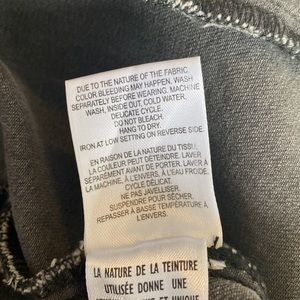 DUE TO THE NATURE OF THE FABRIC
COLOR BLEEDING MAY HAPPEN. WASH
SEPARATELY BEFORE WEARING. MACHINE
WASH, INSIDE OUT, COLD WATER.
DELICATE CYCLE.
DO NOT BLEACH.
HANG TO DRY.
IRON AT LOW SETTING ON REVERSE SIDE.
EN RAISON DE LA NATURE DU TISSU,
LA COULEUR PEUT DÉTEINDRE. LAVER À
SÉPARÉMENT AVANT DE PORTER. LAVER À
LA MACHINE, À L'ENVERS, À L'EAU FROIDE.
CYCLE DÉLICAT.
NE PAS JAVELLISER.
SUSPENDRE POUR SÉCHER.
REPASSER À BASSE TEMPÉRATURE À
L'ENVERS.
LA NATURE DE LA TEINTURE
UTILISÉE DONNE UNE